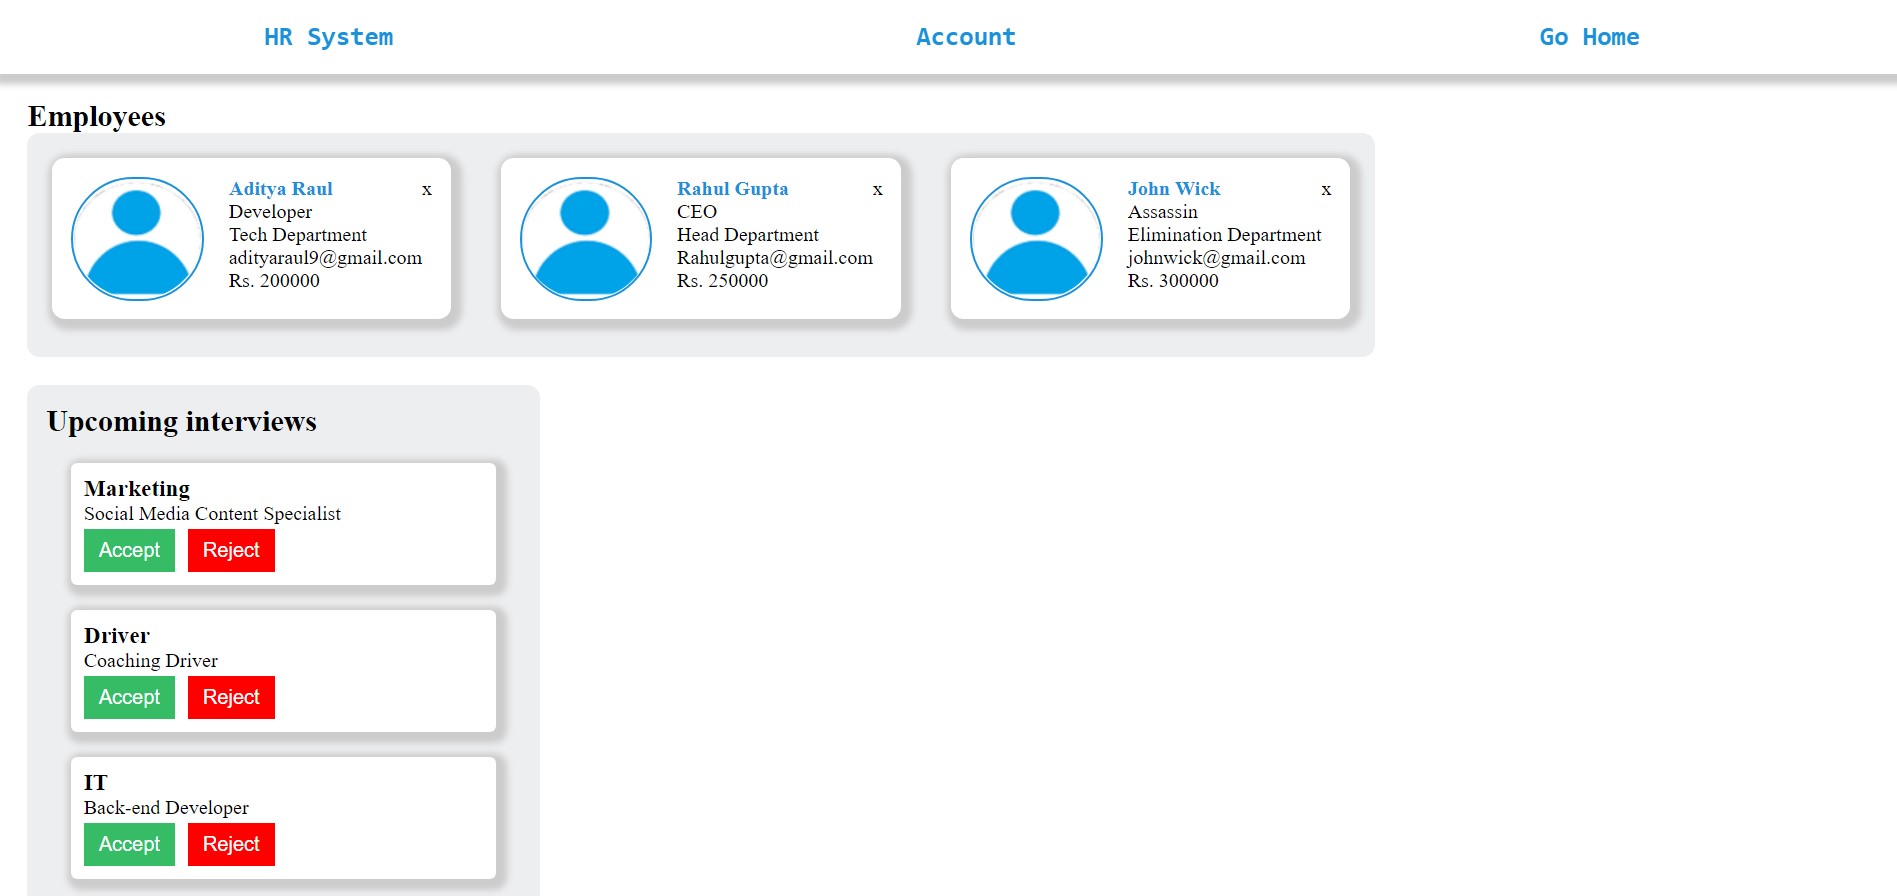 HR System Account Go Home
Employees
Aditya Raul x
Developer
Tech Department
adityaraul9@gmail.com
Rs. 200000
Rahul Gupta x
CEO
Head Department
Rahulgupta@gmail.com
Rs. 250000
John Wick x
Assassin
Elimination Department
johnwick@gmail.com
Rs. 300000
Upcoming interviews
Marketing
Social Media Content Specialist
Accept Reject
Driver
Coaching Driver
Accept Reject
IT
Back-end Developer
Accept Reject